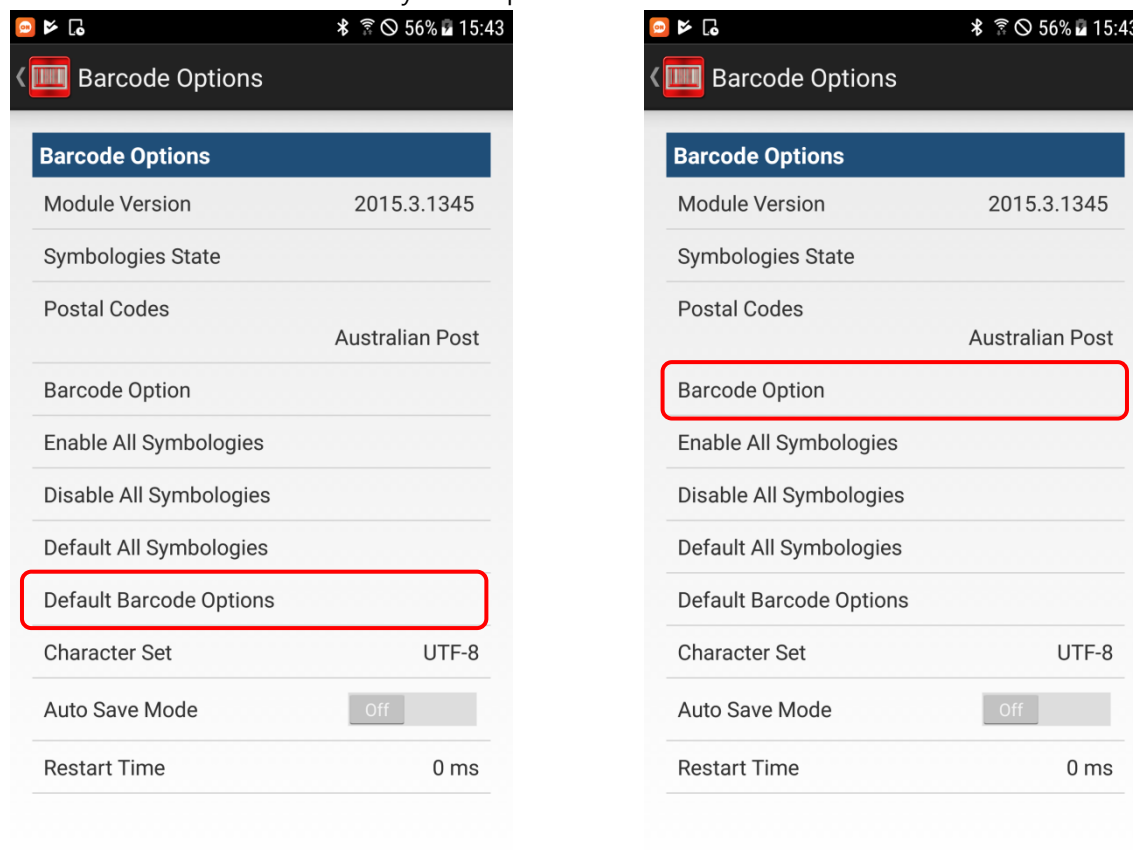 56% 15:43
Barcode Options
Barcode Options
Module Version 2015.3.1345
Symbologies State
Postal Codes
Australian Post
Barcode Option
Enable All Symbologies
Disable All Symbologies
Default All Symbologies
Default Barcode Options
Character Set UTF-8
Auto Save Mode Off
Restart Time 0 ms
56% 15:43
Barcode Options
Barcode Options
Module Version 2015.3.1345
Symbologies State
Postal Codes
Australian Post
Barcode Option
Enable All Symbologies
Disable All Symbologies
Default All Symbologies
Default Barcode Options
Character Set UTF-8
Auto Save Mode Off
Restart Time 0 ms